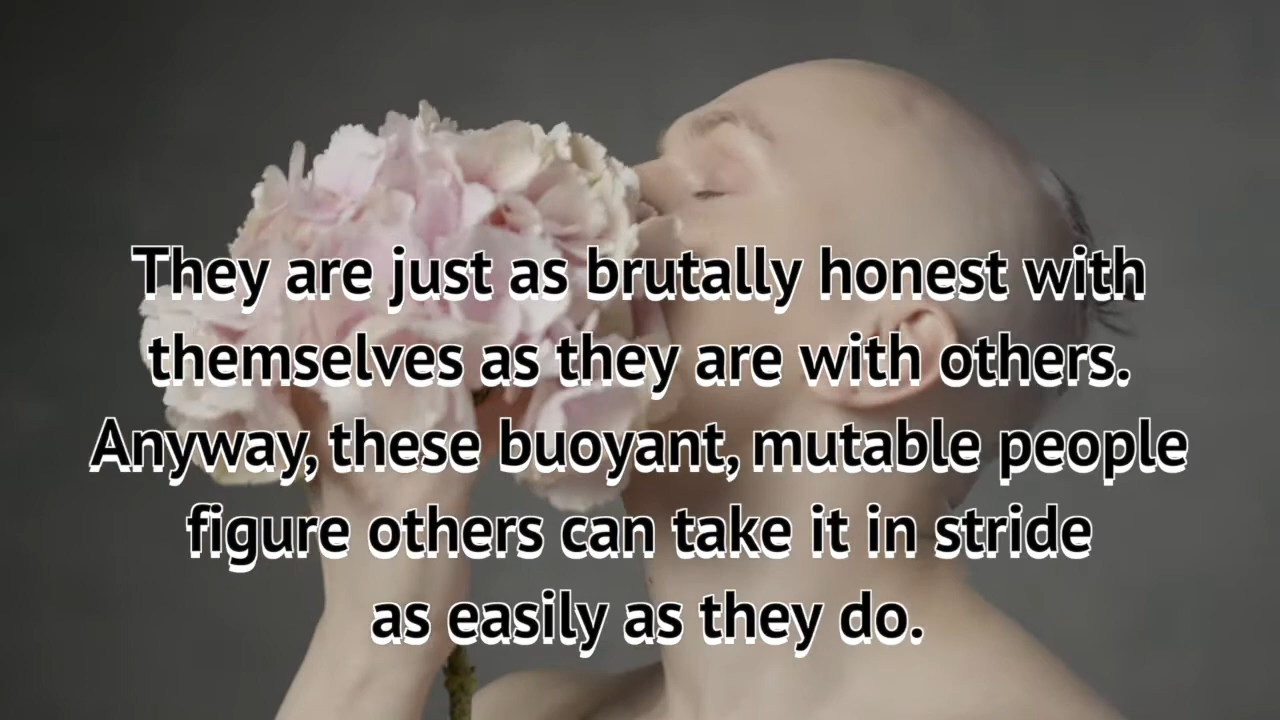 They are just as brutally honest with
themselves as they are with others.
Anyway, these buoyant, mutable people
figure others can take it in stride
as easily as they do.